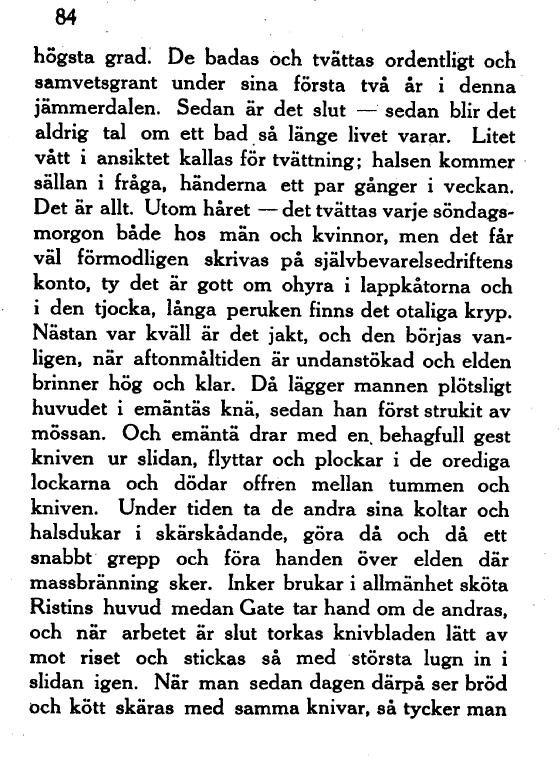 84
högsta grad. De badas och tvättas ordentligt och
samvetsgrant under sina första två år i denna
jämmerdalen. Sedan är det slut — sedan blir det
aldrig tal om ett bad så länge livet varar. Litet
vått i ansiktet kallas för tvättning; halsen kommer
sällan i fråga, händerna ett par gånger i veckan.
Det är allt. Utom håret — det tvättas varje söndags-
morgon både hos män och kvinnor, men det får
väl förmodligen skrivas på självbevarelsedriftens
konto, ty det är gott om ohyra i lappkåtorna och
i den tjocka, långa peruken finns det otaliga kryp.
Nästan var kväll är det jakt, och den börjas van-
ligen, när aftonmåltiden är undanstökad och elden
brinner hög och klar. Då lägger mannen plötsligt
huvudet i emäntäs knä, sedan han först strukit av
mössan. Och emäntä drar med en behagfull gest
kniven ur slidan, flyttar och plockar i de orediga
lockarna och dödar offren mellan tummen och
kniven. Under tiden ta de andra sina koltar och
halsdukar i skärskådande, göra då och då ett
snabbt grepp och föra handen över elden där
massbränning sker. Inker brukar i allmänhet sköta
Ristins huvud medan Gate tar hand om de andras,
och när arbetet är slut torkas knivbladen lätt av
mot riset och stickas så med största lugn in i
slidan igen. När man sedan dagen därpå ser bröd
och kött skäras med samma knivar, så tycker man